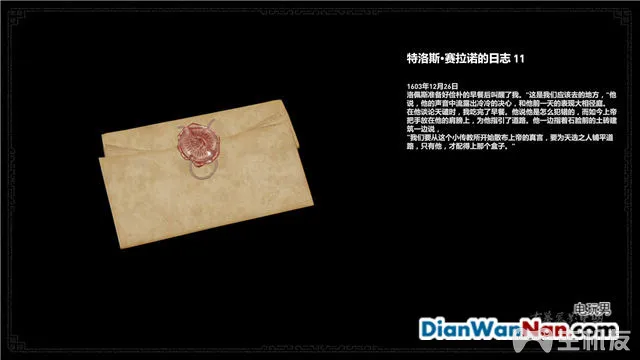 特洛斯•赛拉诺的日志 11
1603年12月26日
洛佩斯准备好俭朴的早餐后叫醒了我。"这是我们应该去的地方，"他
说，他的声音中流露出冷冷的决心，和他前一天的表现大相径庭。
在他谈论天谴时，我吃完了早餐。他说他是怎么犯错的，而如今上帝
把手放在他的肩膀上，为他指引了道路。他一边指着石脸前的土砖建
筑一边说，
"我们要从这个小传教所开始散布上帝的真言，要为天选之人铺平道
路，只有他，才配得上那个盒子。"
电玩男
DianWanNan.com